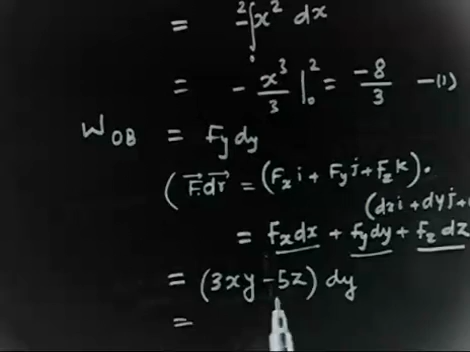 = -∫₀² x² dx
= - x³/3 |₀² = -8/3 —(1)
W_OB = F_y dy
( F⃗.dr⃗ = (F_x i + F_y j + F_z k).
(dx i + dy j +
= F_x dx + F_y dy + F_z dz
= (3xy - 5z) dy
=